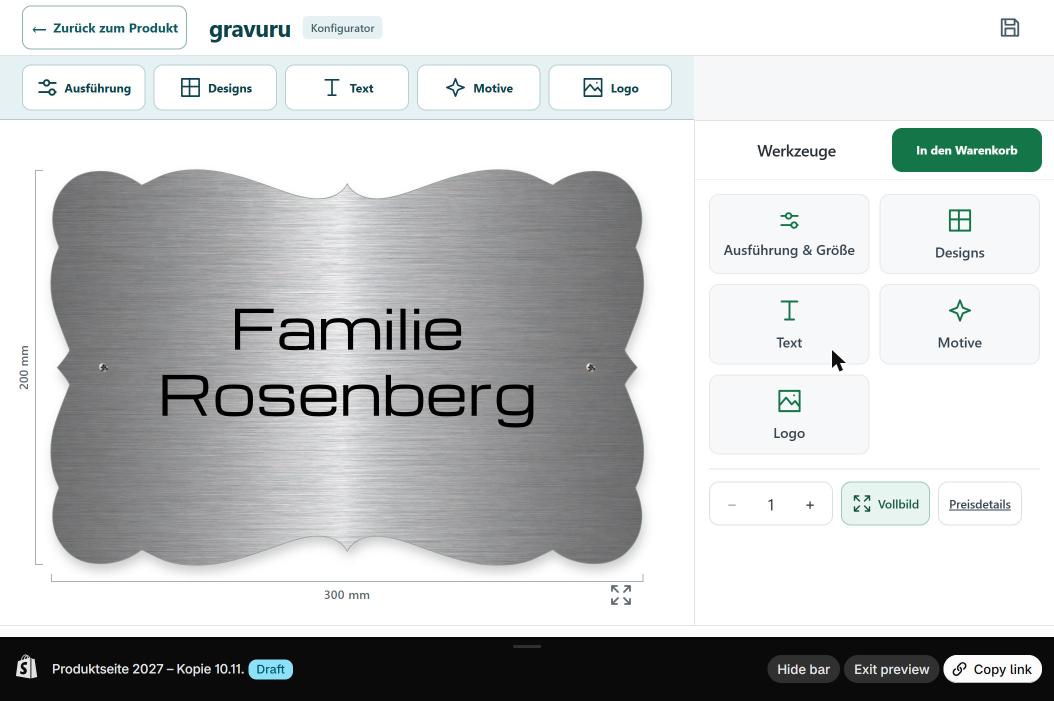 ← Zurück zum Produkt
gravuru
Konfigurator
Ausführung
Designs
Text
Motive
Logo
Werkzeuge
In den Warenkorb
Ausführung & Größe
Designs
Text
Motive
Logo
− 1 +
Vollbild
Preisdetails
Familie
Rosenberg
200 mm
300 mm
Produktseite 2027 – Kopie 10.11.
Draft
Hide bar
Exit preview
Copy link